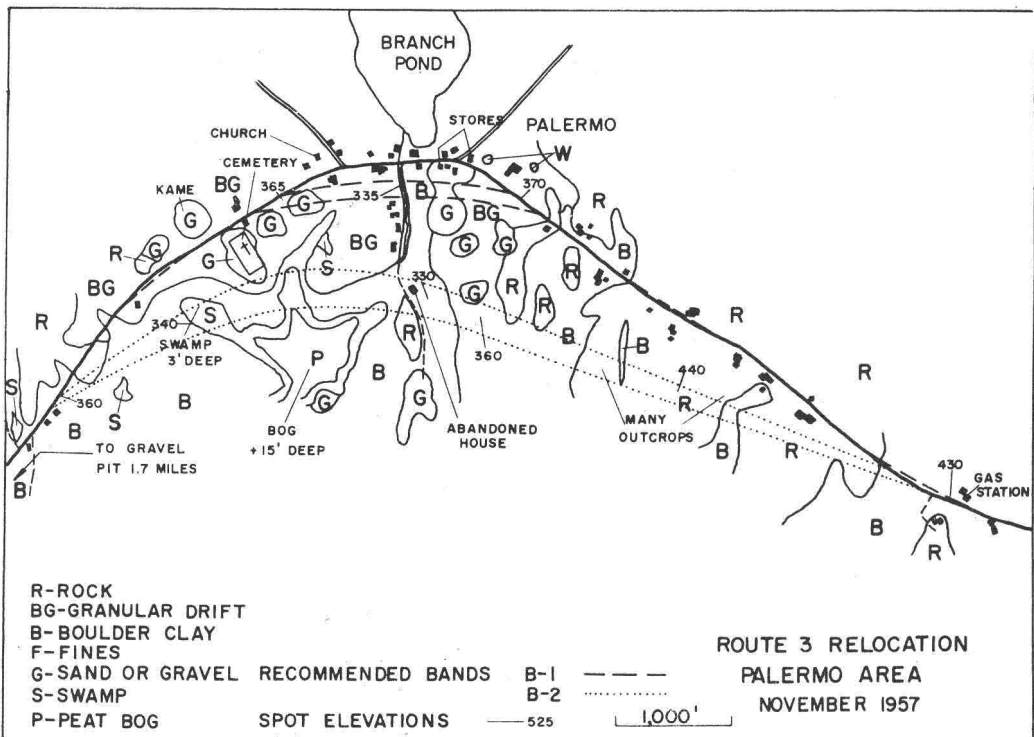 BRANCH
POND
CHURCH
STORES
PALERMO
CEMETERY
W
KAME
BG
365
335
B
370
G
G
G
BG
R
G
G
R
G
BG
G
G
B
R
BG
G
S
R
R
330
G
R
R
340
S
R
B
360
B
R
SWAMP
3' DEEP
P
B
440
R
S
360
B
S
G
G
R
MANY
OUTCROPS
B
BOG
+15' DEEP
ABANDONED
HOUSE
B
R
TO GRAVEL
PIT 1.7 MILES
430
GAS
STATION
B
B
R
R-ROCK
BG-GRANULAR DRIFT
B-BOULDER CLAY
F-FINES
G-SAND OR GRAVEL
S-SWAMP
P-PEAT BOG
RECOMMENDED BANDS B-1
B-2
SPOT ELEVATIONS 525
1,000'
ROUTE 3 RELOCATION
PALERMO AREA
NOVEMBER 1957